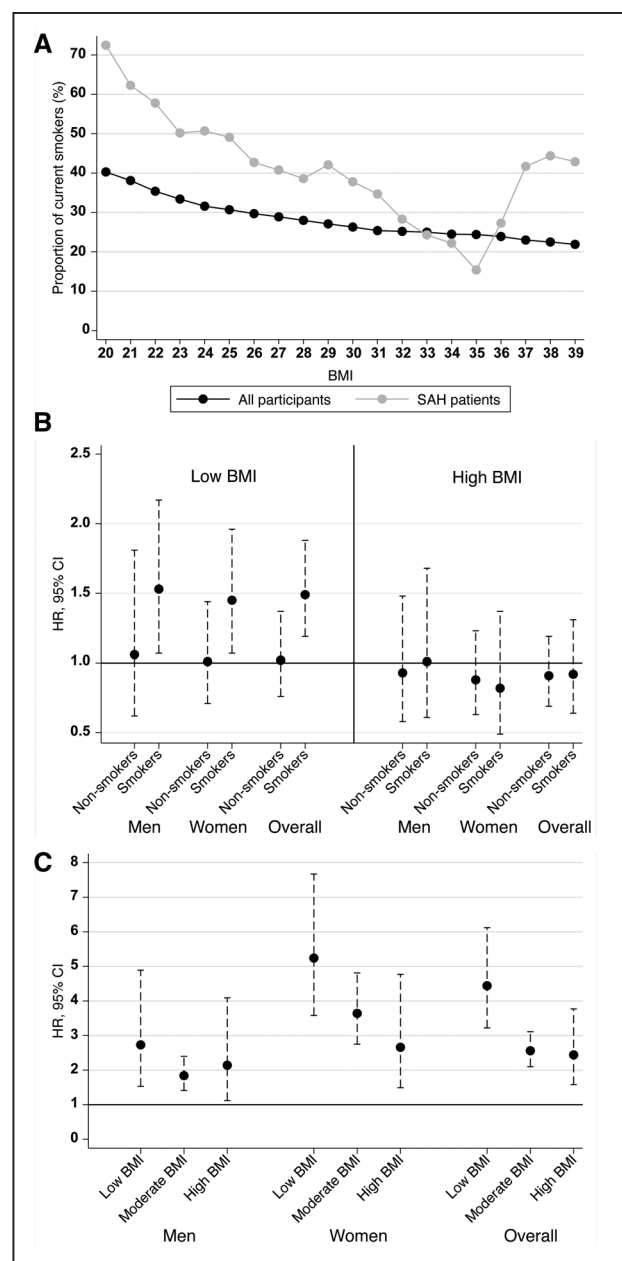 A
Proportion of current smokers (%)
70
60
50
40
30
20
10
0
20 21 22 23 24 25 26 27 28 29 30 31 32 33 34 35 36 37 38 39
BMI
All participants SAH patients
B
HR, 95% CI
2.5
2.0
1.5
1.0
0.5
Low BMI High BMI
Non-smokers Smokers Non-smokers Smokers Non-smokers Smokers Non-smokers Smokers Non-smokers Smokers Non-smokers Smokers
Men Women Overall Men Women Overall
C
HR, 95% CI
8
7
6
5
4
3
2
1
0
Low BMI Moderate BMI High BMI Low BMI Moderate BMI High BMI Low BMI Moderate BMI High BMI
Men Women Overall